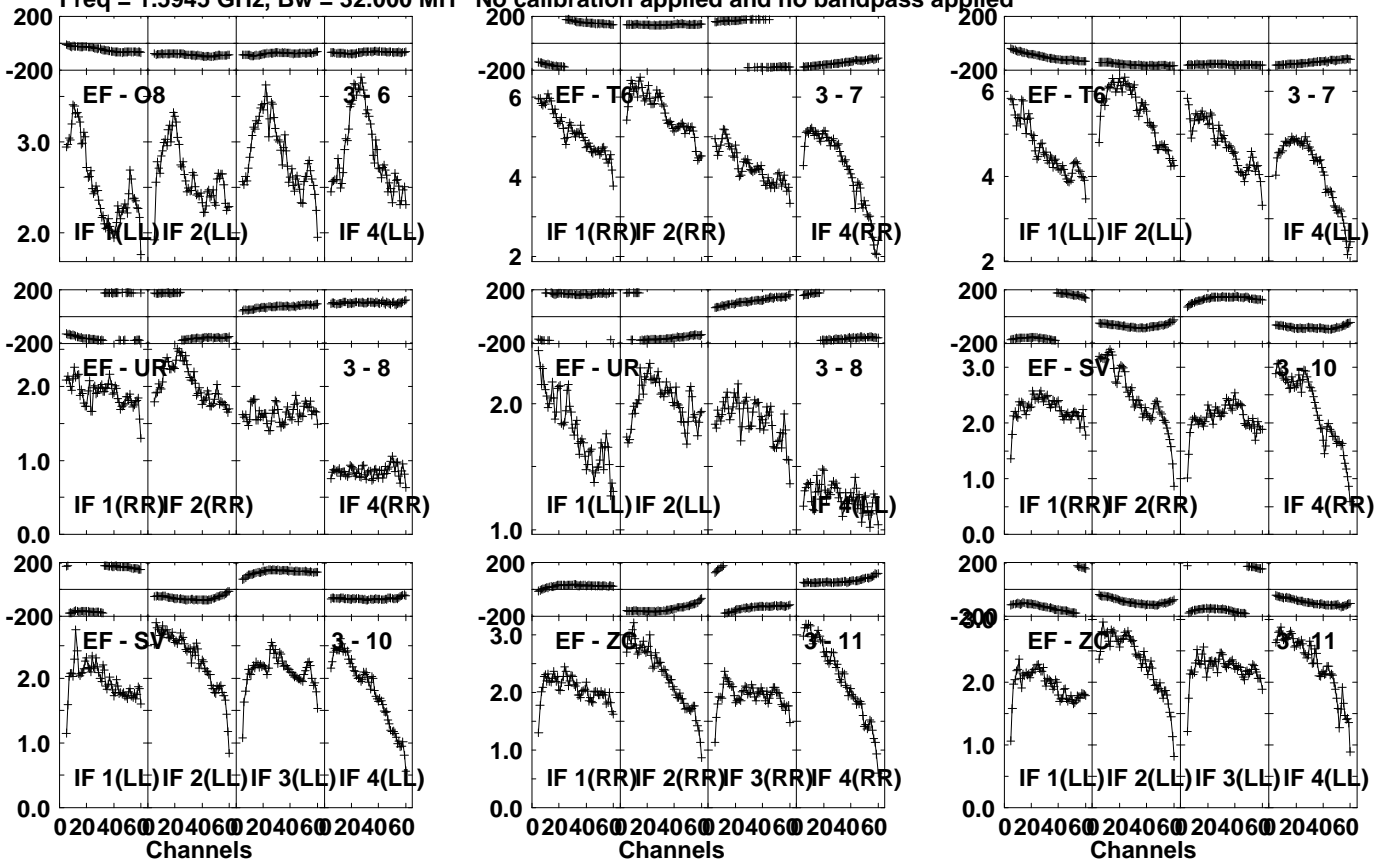 Freq = 1.5945 GHz, Bw = 32.000 MH No calibration applied and no bandpass applied
200 200 200
-200 -200 -200
EF - O8 3 - 6 EF - T6 3 - 7 EF - T6 3 - 7
3.0 6 6
2.0 4 4
2 2
IF 1(LL) IF 2(LL) IF 4(LL) IF 1(RR) IF 2(RR) IF 4(RR) IF 1(LL) IF 2(LL) IF 4(LL)
200 200 200
-200 -200 -200
EF - UR 3 - 8 EF - UR 3 - 8 EF - SV 3 - 10
2.0 2.0 3.0
1.0 1.0 2.0
0.0 1.0
0.0
IF 1(RR) IF 2(RR) IF 4(RR) IF 1(LL) IF 2(LL) IF 4(LL) IF 1(RR) IF 2(RR) IF 4(RR)
200 200 200
-200 -200 -200
EF - SV 3 - 10 EF - ZC 3 - 11 EF - ZC 3 - 11
2.0 3.0 3.0
1.0 2.0 2.0
0.0 1.0 1.0
0.0 0.0
IF 1(LL) IF 2(LL) IF 3(LL) IF 4(LL) IF 1(RR) IF 2(RR) IF 3(RR) IF 4(RR) IF 1(LL) IF 2(LL) IF 3(LL) IF 4(LL)
0 20 40 60 0 20 40 60 0 20 40 60 0 20 40 60 0 20 40 60 0 20 40 60 0 20 40 60 0 20 40 60 0 20 40 60 0 20 40 60 0 20 40 60 0 20 40 60
Channels Channels Channels